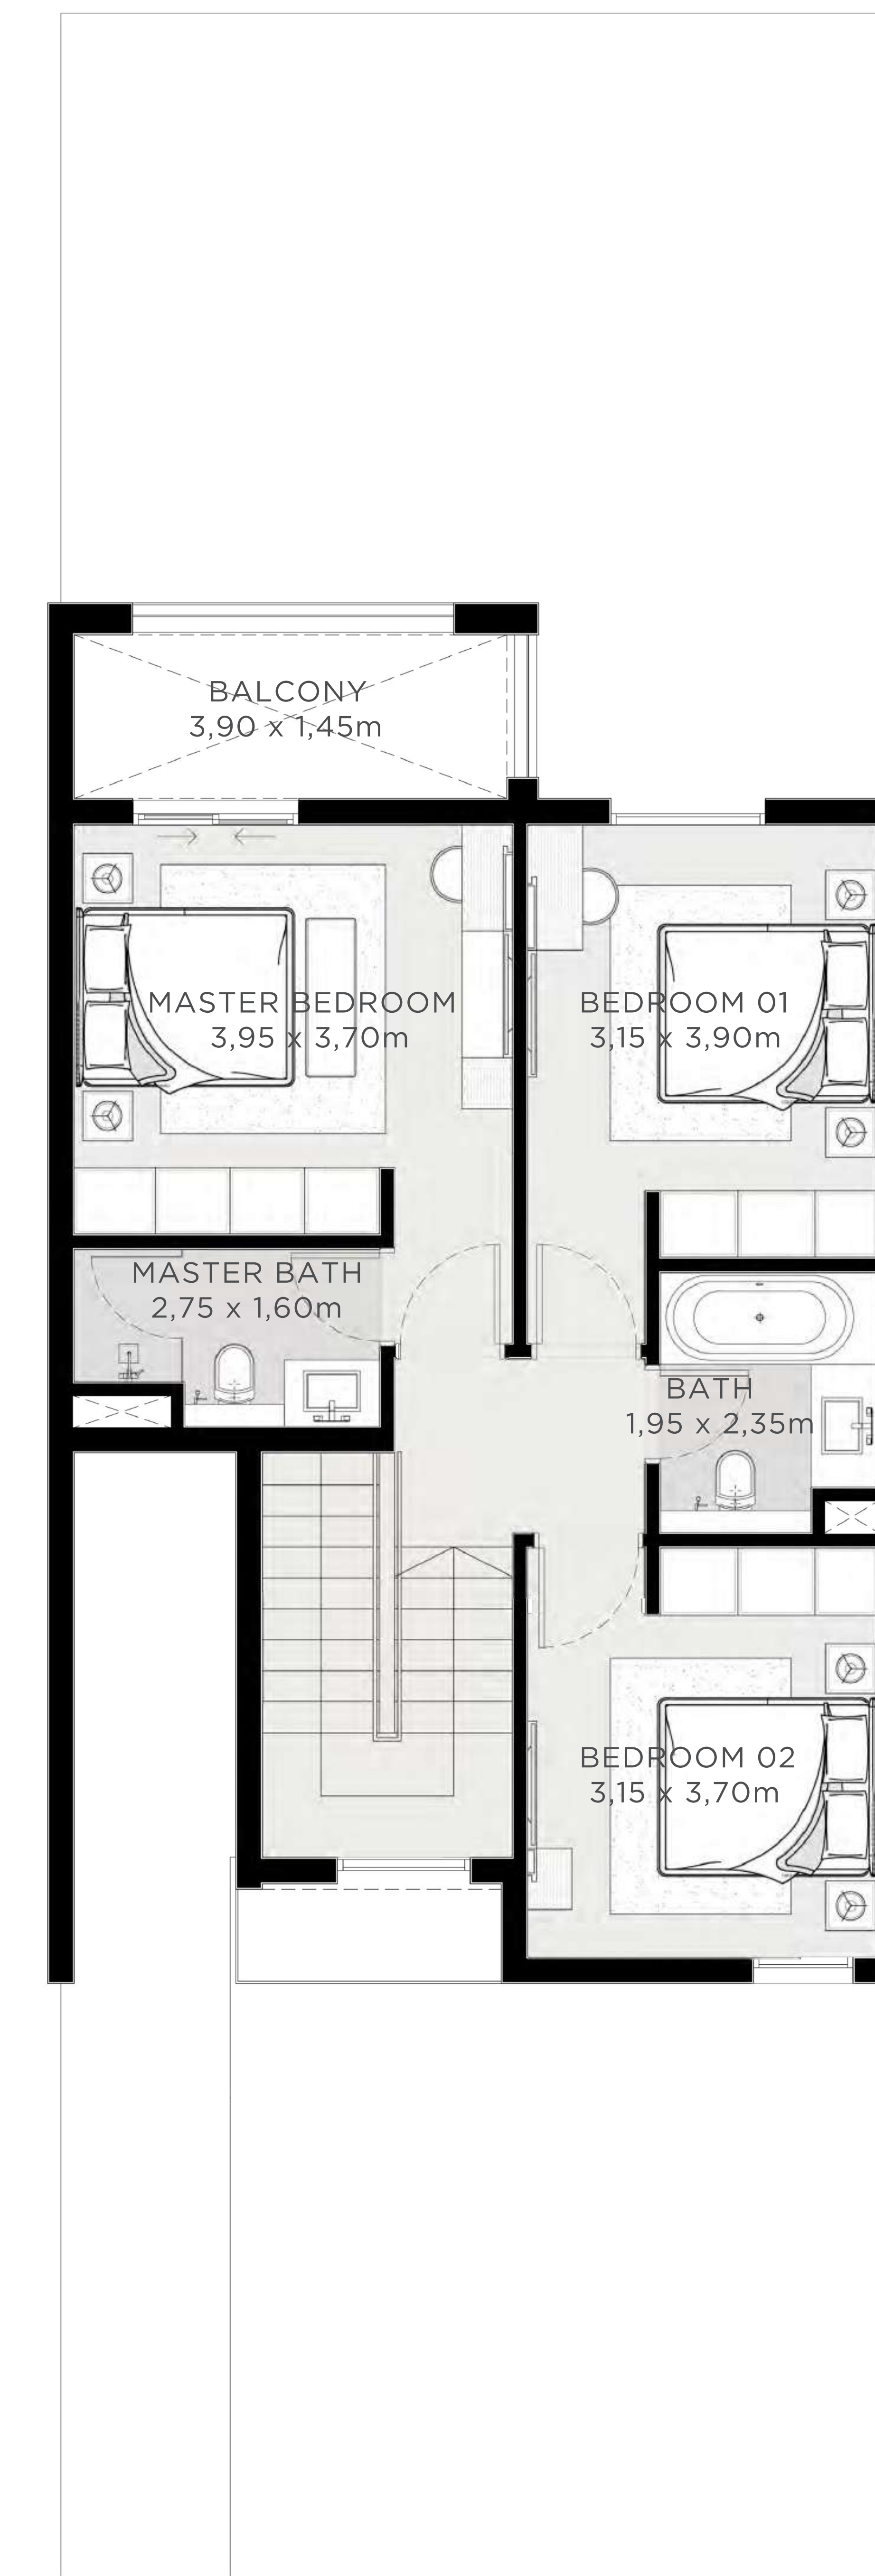 BALCONY
3,90 x 1,45m
MASTER BEDROOM
3,95 x 3,70m
BEDROOM 01
3,15 x 3,90m
MASTER BATH
2,75 x 1,60m
BATH
1,95 x 2,35m
BEDROOM 02
3,15 x 3,70m